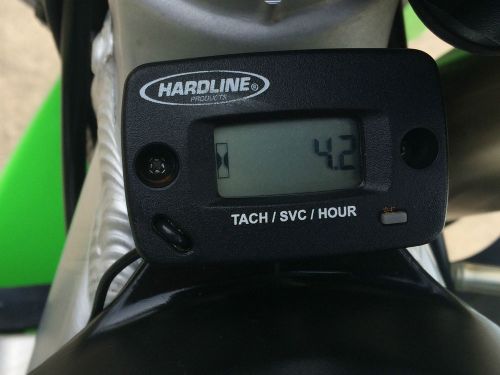 HARDLINE®
PRODUCTS
4.2
TACH / SVC / HOUR